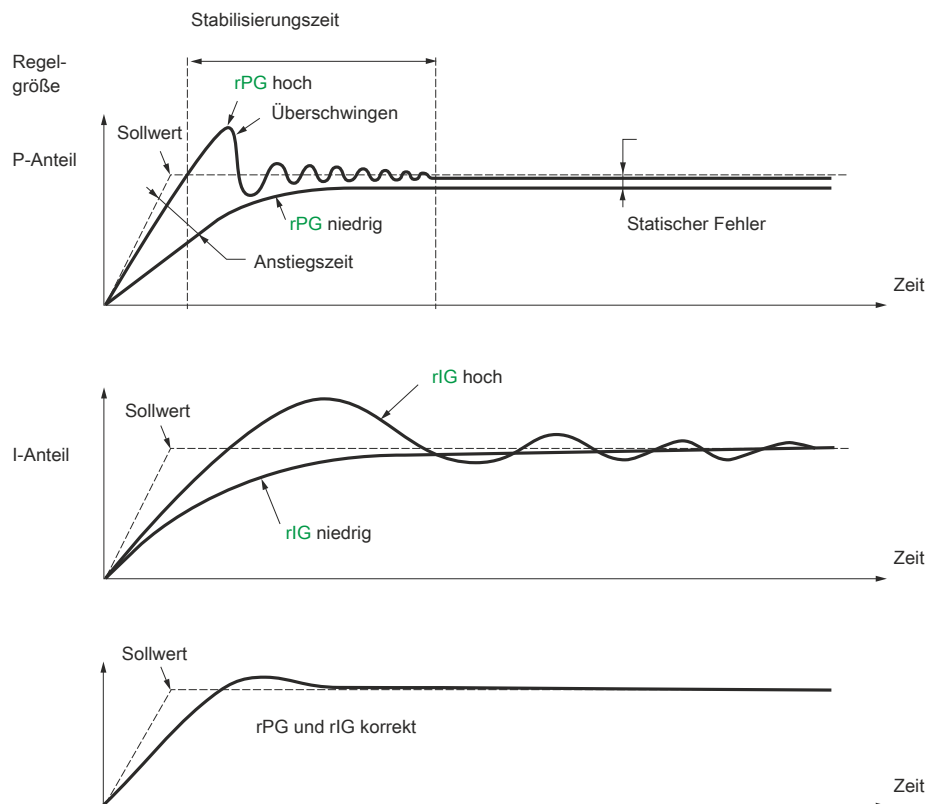 Stabilisierungszeit
Regel-
größe
rPG hoch
Überschwingen
Sollwert
P-Anteil
rPG niedrig
Statischer Fehler
Anstiegszeit
Zeit
rIG hoch
Sollwert
I-Anteil
rIG niedrig
Zeit
Sollwert
rPG und rIG korrekt
Zeit